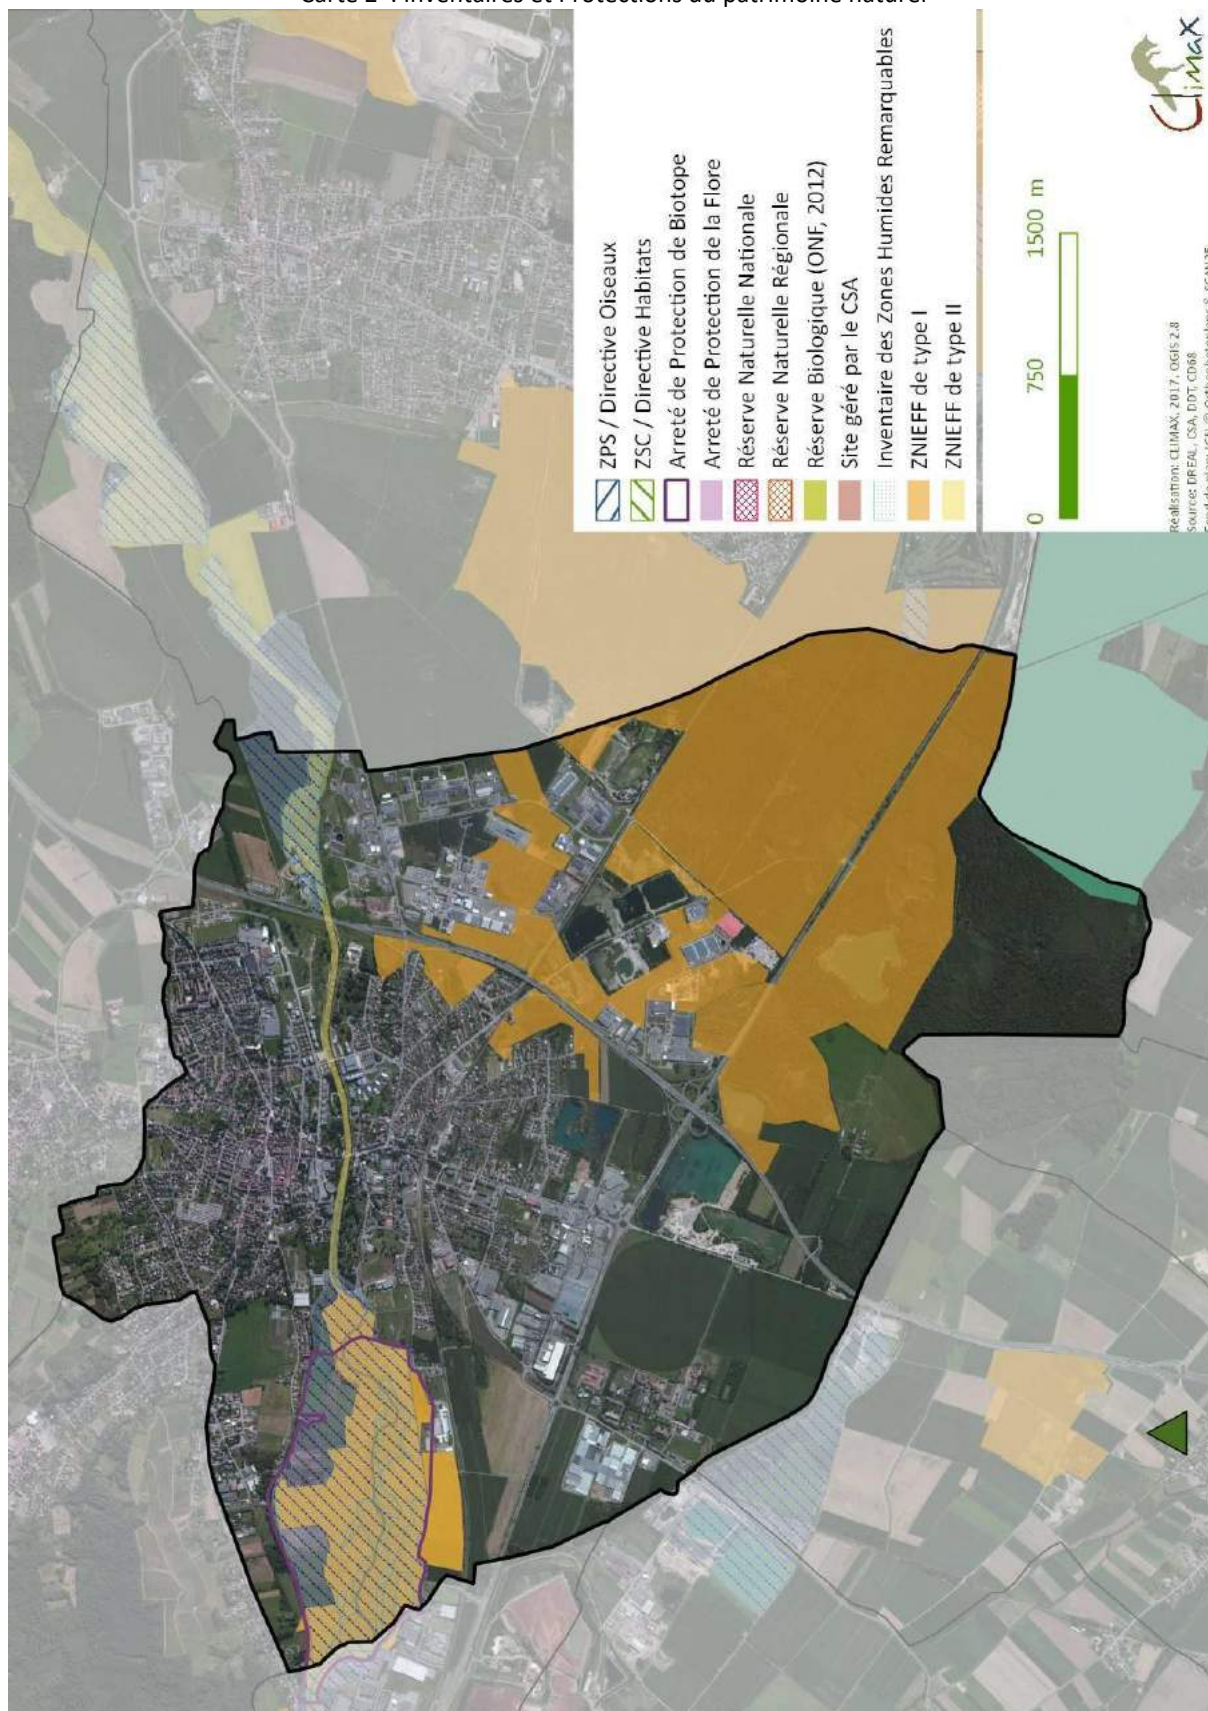 Carte 2 : Inventaires et Protections du patrimoine naturel
ZPS / Directive Oiseaux
ZSC / Directive Habitats
Arreté de Protection de Biotope
Arreté de Protection de la Flore
Réserve Naturelle Nationale
Réserve Naturelle Régionale
Réserve Biologique (ONF, 2012)
Site géré par le CSA
Inventaire des Zones Humides Remarquables
ZNIEFF de type I
ZNIEFF de type II
0 750 1500 m
Réalisation: CLIMAX, 2017, QGIS 2.8
Source: DREAL, CSA, DDT, CD68
CLimaX